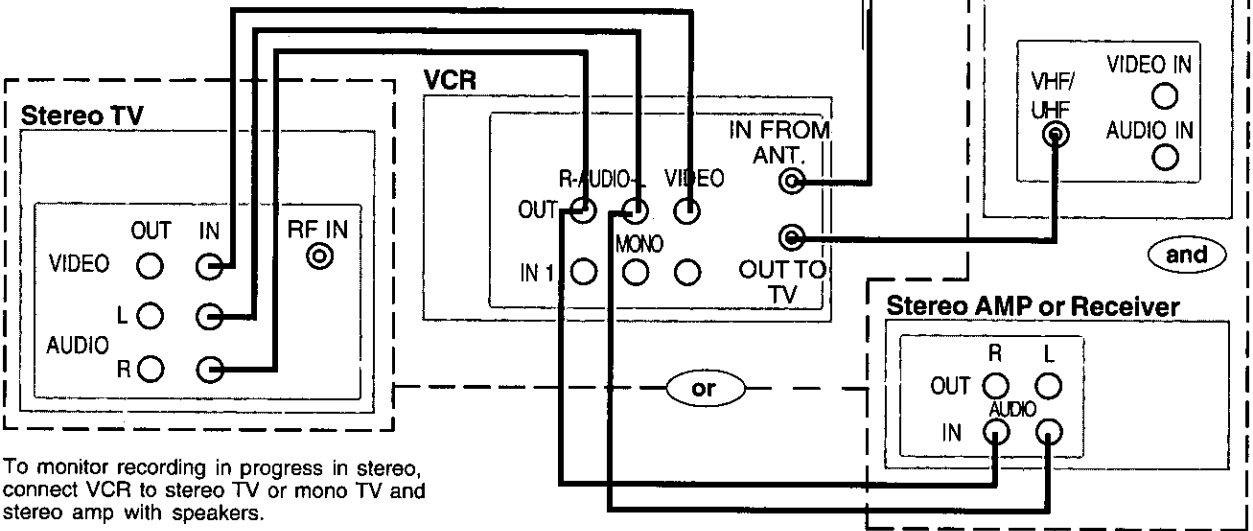 Stereo TV
OUT IN RF IN
VIDEO
L
AUDIO
R
VCR
IN FROM
ANT.
R-AUDIO-L VIDEO
OUT
MONO
IN 1
OUT TO
TV
or
VHF/
UHF
VIDEO IN
AUDIO IN
and
Stereo AMP or Receiver
R L
OUT
AUDIO
IN
To monitor recording in progress in stereo,
connect VCR to stereo TV or mono TV and
stereo amp with speakers.